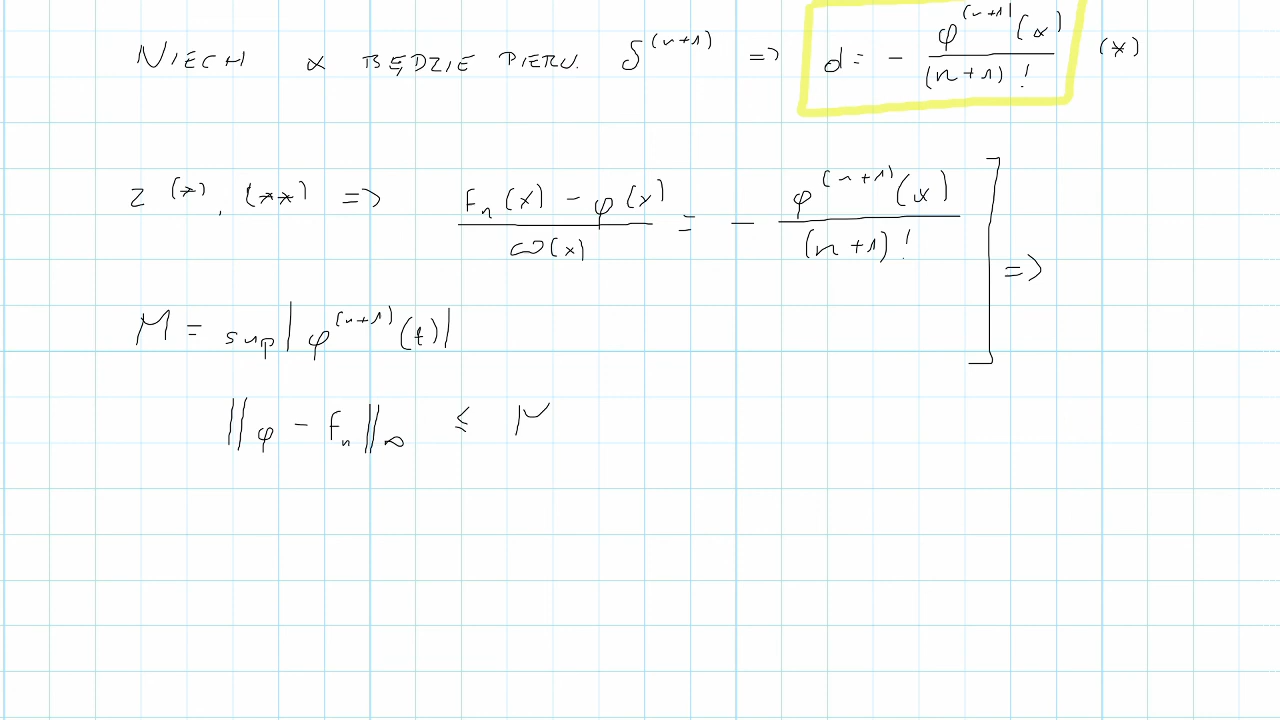 NIECH α BĘDZIE PIERW. δ^(n+1) => d = - φ^(n+1)(α) / (n+1)! (*)
Z (*), (**) => F_n(x) - φ(x) / ω(x) = - φ^(n+1)(α) / (n+1)! ] =>
M = sup | φ^(n+1)(t) |
|| φ - F_n ||_∞ ≤